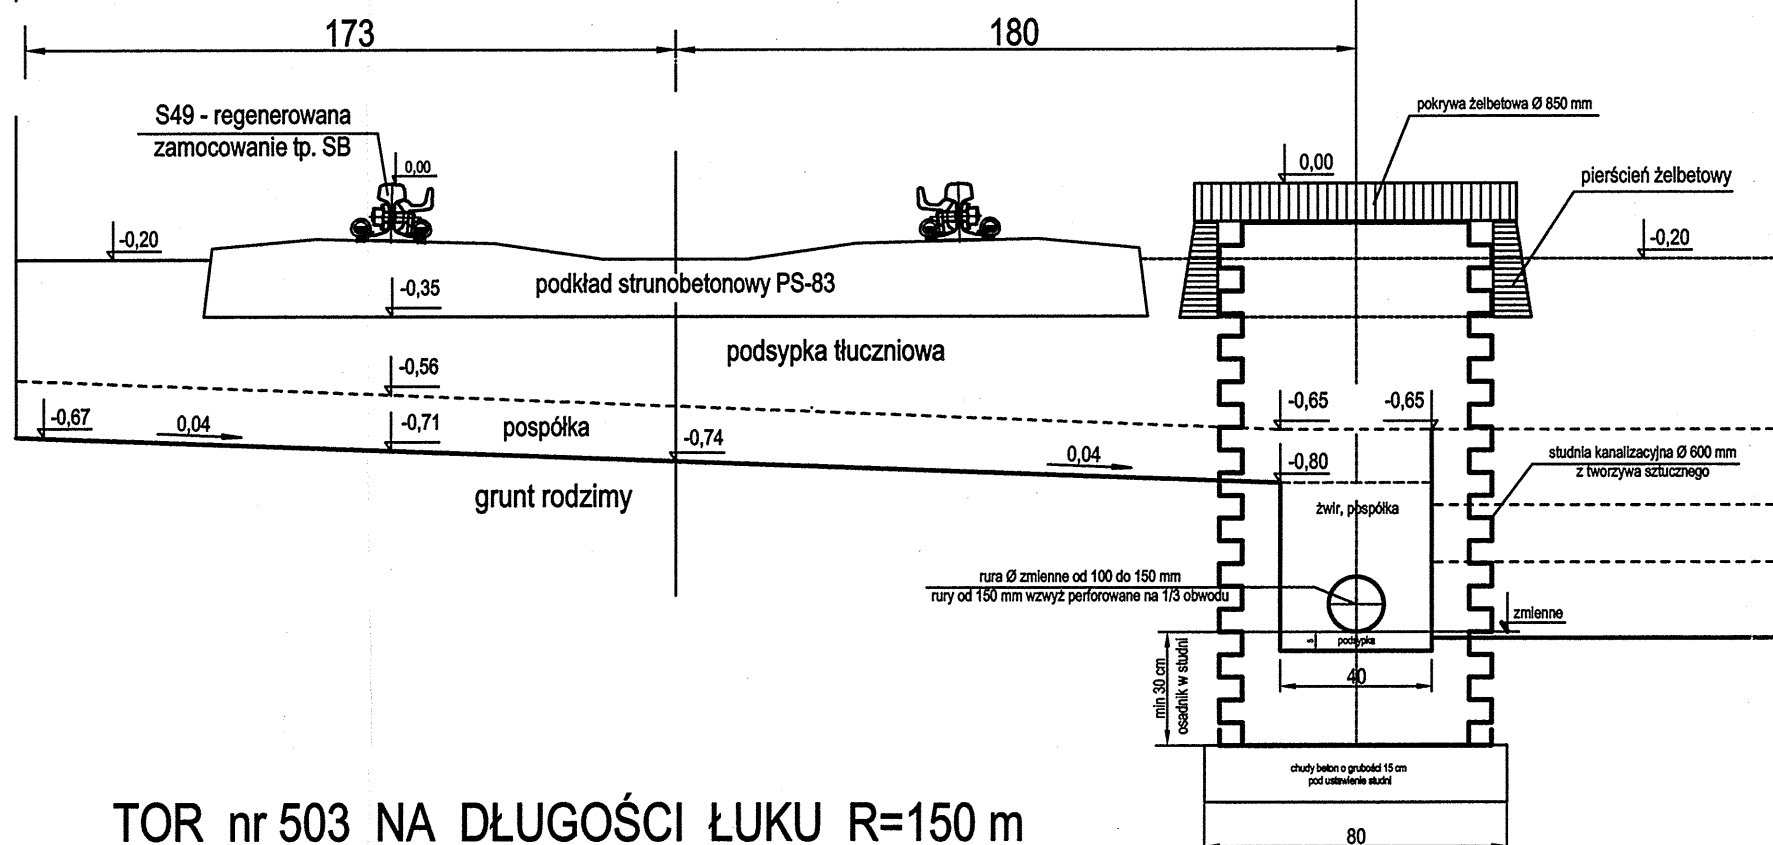 173
180
S49 - regenerowana
zamocowanie tp. SB
0,00
pokrywa żelbetowa Ø 850 mm
0,00
pierścień żelbetowy
-0,20
-0,20
podkład strunobetonowy PS-83
-0,35
podsypka tłuczniowa
-0,56
-0,67
0,04
-0,71
pospółka
-0,74
-0,65
-0,65
0,04
-0,80
studnia kanalizacyjna Ø 600 mm
z tworzywa sztucznego
grunt rodzimy
żwir, pospółka
rura Ø zmienne od 100 do 150 mm
rury od 150 mm wzwyż perforowane na 1/3 obwodu
zmienne
5
podsypka
min 30 cm
osadnik w studni
40
chudy beton o grubości 15 cm
pod ustawienie studni
TOR nr 503 NA DŁUGOŚCI ŁUKU R=150 m
80